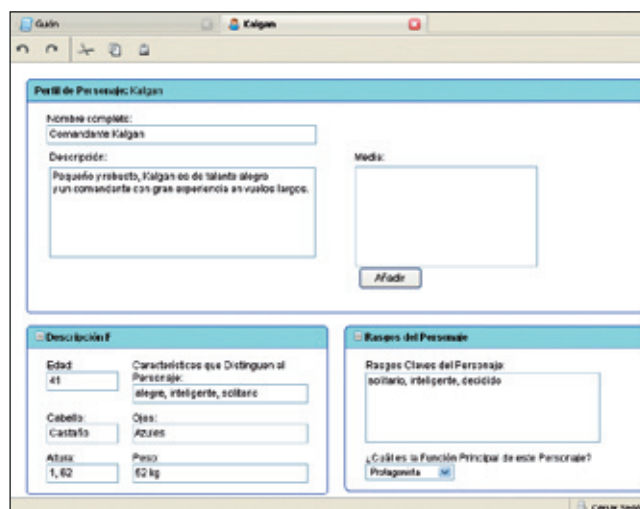 Guión
Kalgan
Perfil de Personaje: Kalgan
Nombre completo:
Comandante Kalgan
Descripción:
Pequeño y robusto, Kalgan es de talante alegre
y un comandante con gran experiencia en vuelos largos.
Media:
Añadir
Descripción F
Edad:
41
Características que Distinguen al
Personaje:
alegre, inteligente, solitario
Cabello:
Castaño
Ojos:
Azules
Altura:
1,62
Peso:
62 kg
Rasgos del Personaje
Rasgos Claves del Personaje:
solitario, inteligente, decidido
¿Cuál es la Función Principal de este Personaje?
Protagonista
Cerrar